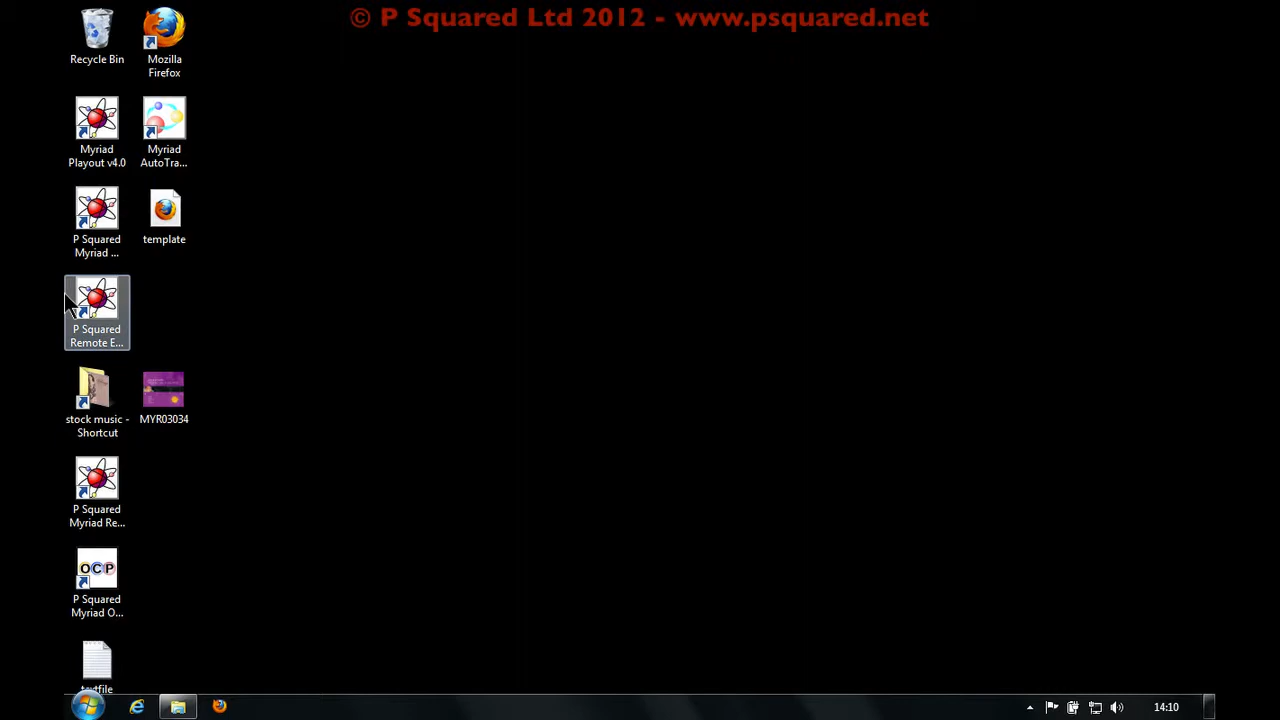 © P Squared Ltd 2012 - www.psquared.net
Recycle Bin
Mozilla
Firefox
Myriad
Playout v4.0
Myriad
AutoTra...
P Squared
Myriad ...
template
P Squared
Remote E...
stock music -
Shortcut
MYR03034
P Squared
Myriad Re...
OCP
P Squared
Myriad O...
textfile
14:10